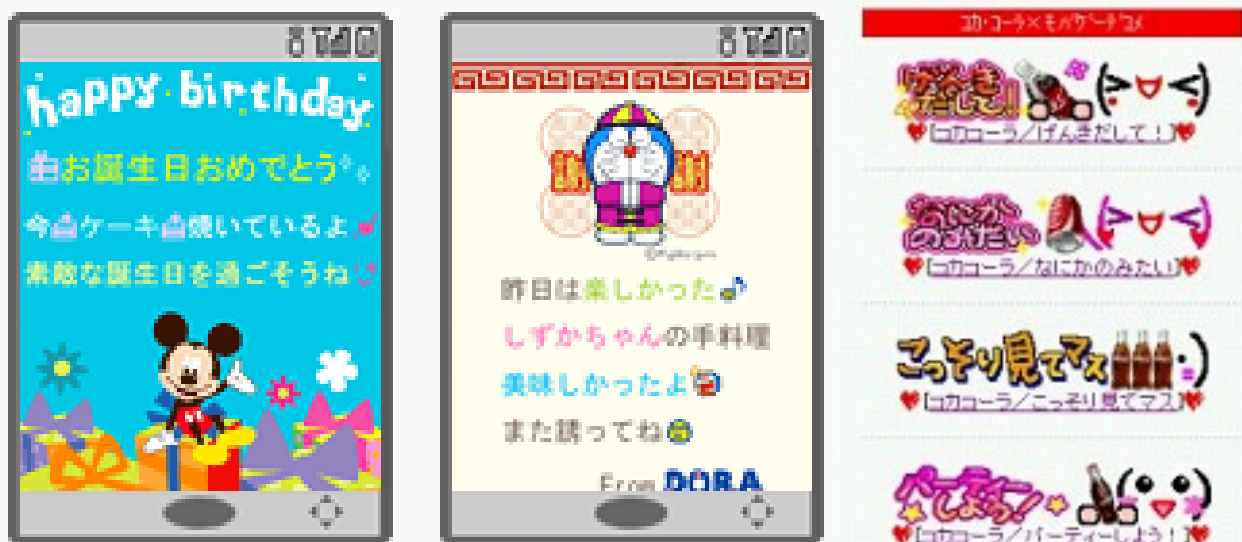 happy birthday
お誕生日おめでとう
今ケーキ焼いているよ
素敵な誕生日を過ごそうね
昨日は楽しかった
しずかちゃんの手料理
美味しかったよ
また誘ってね
From DORA
コカ・コーラ×モバゲーデコメ
げんきだして!!
[コカコーラ/げんきだして!]
なにかのみたい
[コカコーラ/なにかのみたい]
こっそり見てマス
[コカコーラ/こっそり見てマス]
パーティーしよう!
[コカコーラ/パーティーしよう!]